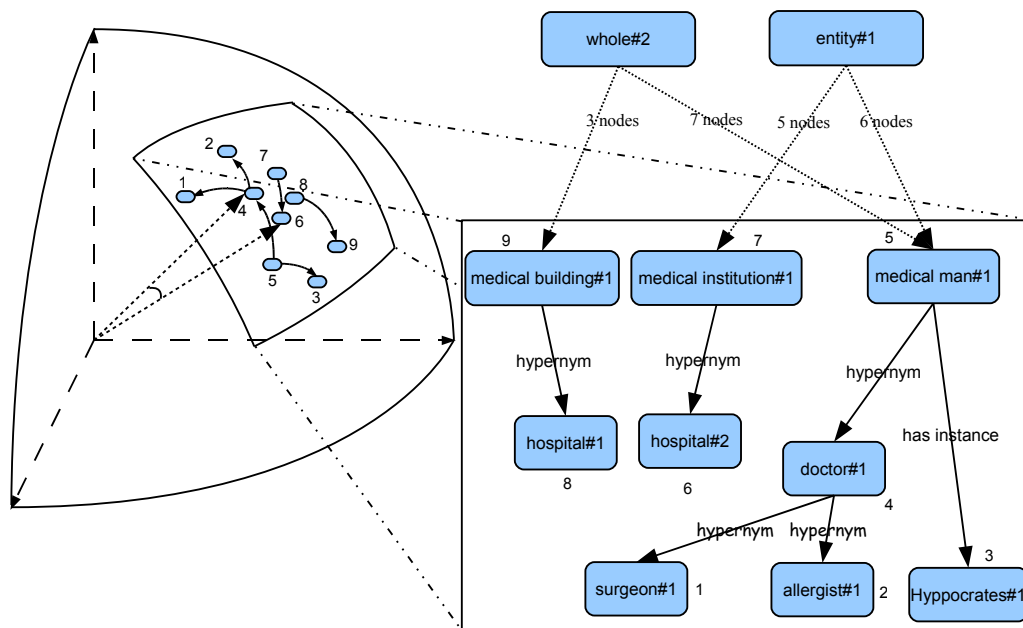 whole#2
entity#1
3 nodes
7 nodes
5 nodes
6 nodes
2
7
1
8
4
6
9
5
3
9
7
5
medical building#1
medical institution#1
medical man#1
hypernym
hypernym
hypernym
has instance
hospital#1
hospital#2
doctor#1
8
6
4
hypernym
hypernym
3
surgeon#1
1
allergist#1
2
Hyppocrates#1